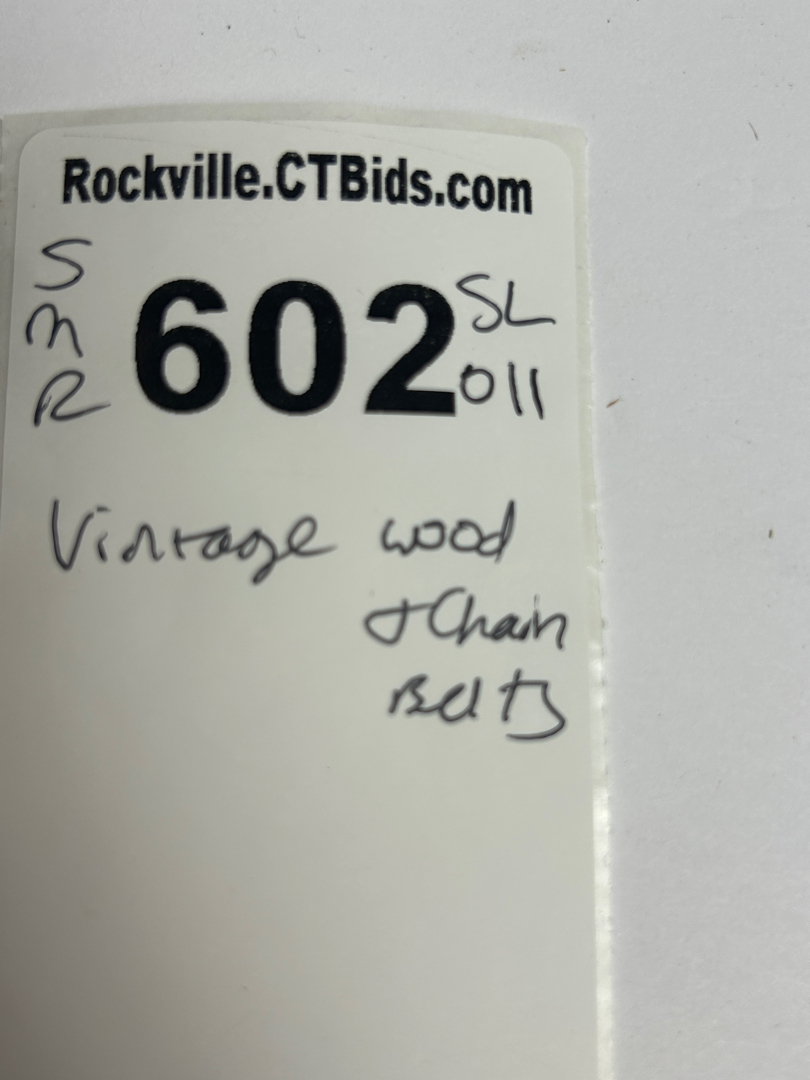 Rockville.CTBids.com
S
M
R
602
SL
011
Vintage wood
+ Chain
Belts